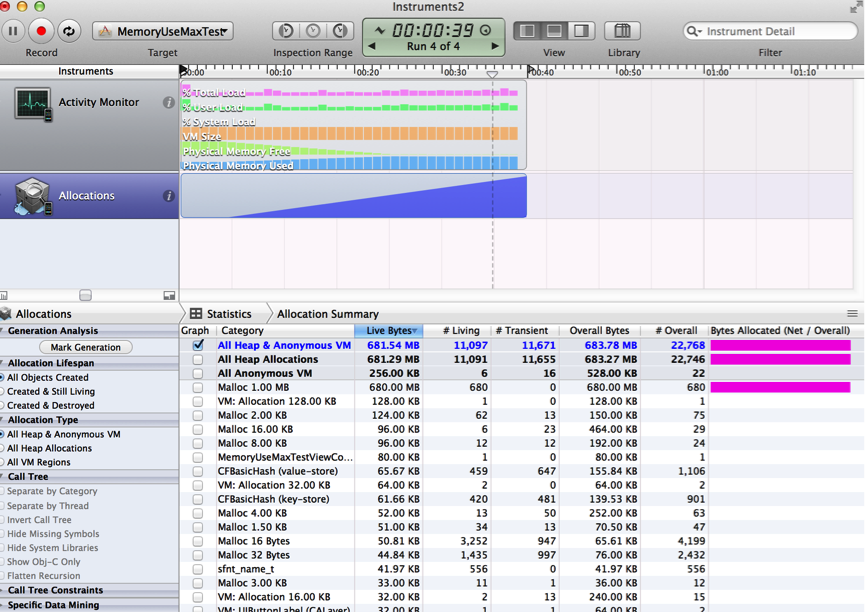 Instruments2
MemoryUseMaxTest
00:00:39
Run 4 of 4
Instrument Detail
Record
Target
Inspection Range
View
Library
Filter
Instruments
00:00 00:10 00:20 00:30 00:40 00:50 01:00 01:10
Activity Monitor
% Total Load
% User Load
% System Load
VM Size
Physical Memory Free
Physical Memory Used
Allocations
Allocations
Statistics
Allocation Summary
Generation Analysis
Mark Generation
Allocation Lifespan
All Objects Created
Created & Still Living
Created & Destroyed
Allocation Type
All Heap & Anonymous VM
All Heap Allocations
All VM Regions
Call Tree
Separate by Category
Separate by Thread
Invert Call Tree
Hide Missing Symbols
Hide System Libraries
Show Obj-C Only
Flatten Recursion
Call Tree Constraints
Specific Data Mining
Graph Category Live Bytes # Living # Transient Overall Bytes # Overall Bytes Allocated (Net / Overall)
All Heap & Anonymous VM 681.54 MB 11,097 11,671 683.78 MB 22,768
All Heap Allocations 681.29 MB 11,091 11,655 683.27 MB 22,746
All Anonymous VM 256.00 KB 6 16 528.00 KB 22
Malloc 1.00 MB 680.00 MB 680 0 680.00 MB 680
VM: Allocation 128.00 KB 128.00 KB 1 0 128.00 KB 1
Malloc 2.00 KB 124.00 KB 62 13 150.00 KB 75
Malloc 16.00 KB 96.00 KB 6 23 464.00 KB 29
Malloc 8.00 KB 96.00 KB 12 12 192.00 KB 24
MemoryUseMaxTestViewCo... 80.00 KB 1 0 80.00 KB 1
CFBasicHash (value-store) 65.67 KB 459 647 155.84 KB 1,106
VM: Allocation 32.00 KB 64.00 KB 2 0 64.00 KB 2
CFBasicHash (key-store) 61.66 KB 420 481 139.53 KB 901
Malloc 4.00 KB 52.00 KB 13 50 252.00 KB 63
Malloc 1.50 KB 51.00 KB 34 13 70.50 KB 47
Malloc 16 Bytes 50.81 KB 3,252 947 65.61 KB 4,199
Malloc 32 Bytes 44.84 KB 1,435 997 76.00 KB 2,432
sfnt_name_t 41.97 KB 556 0 41.97 KB 556
Malloc 3.00 KB 33.00 KB 11 1 36.00 KB 12
VM: Allocation 16.00 KB 32.00 KB 2 13 240.00 KB 15
VM: UIButtonLabel (CALayer) 32.00 KB 1 1 64.00 KB 2